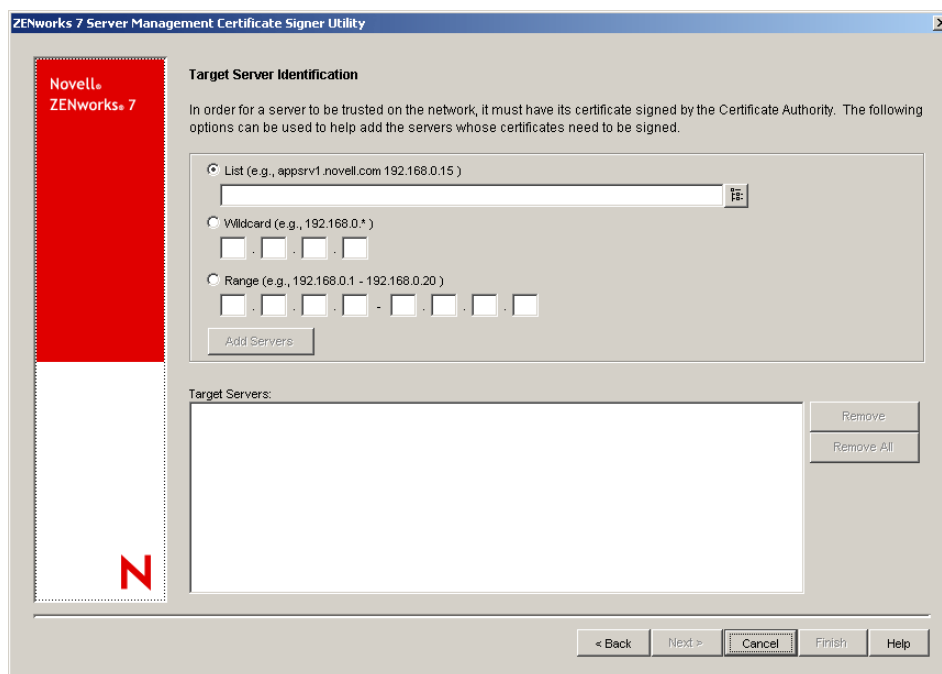 ZENworks 7 Server Management Certificate Signer Utility
Novell®
ZENworks® 7
Target Server Identification
In order for a server to be trusted on the network, it must have its certificate signed by the Certificate Authority. The following
options can be used to help add the servers whose certificates need to be signed.
List (e.g., appsrv1.novell.com 192.168.0.15 )
Wildcard (e.g., 192.168.0.* )
. . .
Range (e.g., 192.168.0.1 - 192.168.0.20 )
. . . - . . .
Add Servers
Target Servers:
Remove
Remove All
N
< Back Next > Cancel Finish Help